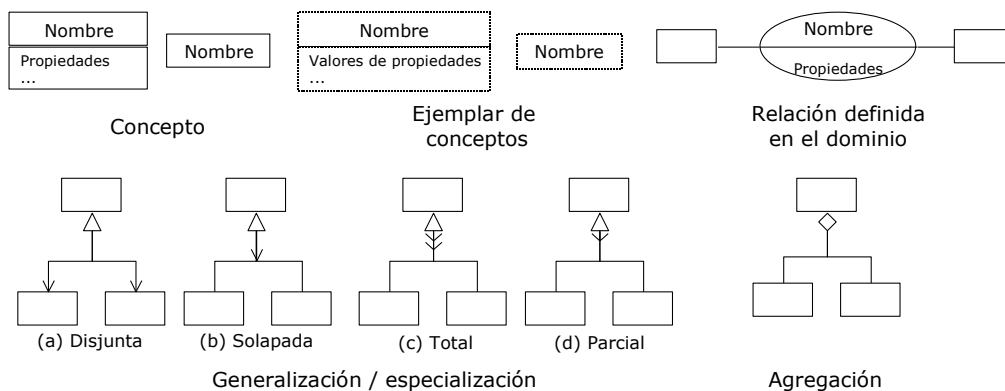 Nombre
Propiedades
...
Nombre
Concepto
Nombre
Valores de propiedades
...
Nombre
Ejemplar de
conceptos
Nombre
Propiedades
Relación definida
en el dominio
(a) Disjunta
(b) Solapada
(c) Total
(d) Parcial
Generalización / especialización
Agregación